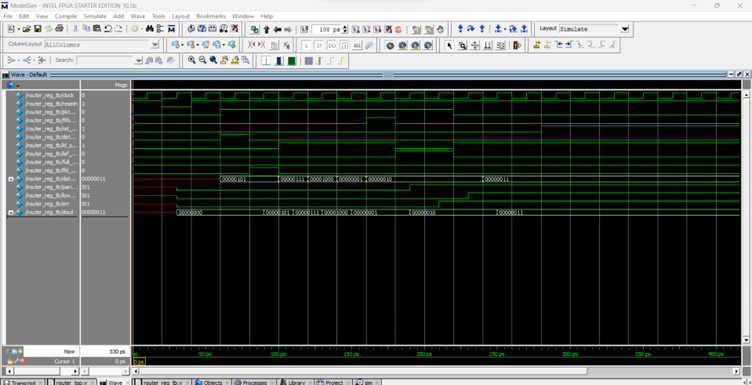 ModelSim - INTEL FPGA STARTER EDITION 10.5b
File Edit View Compile Simulate Add Wave Tools Layout Bookmarks Window Help
100 ps
Layout Simulate
ColumnLayout AllColumns
Search:
Wave - Default
Msgs
/router_reg_tb/clock 0
/router_reg_tb/resetn 1
/router_reg_tb/pkt_... 0
/router_reg_tb/fifo... 0
/router_reg_tb/rst_... 1
/router_reg_tb/det... 0
/router_reg_tb/ld_s... 1
/router_reg_tb/laf_... 0
/router_reg_tb/full_... 0
/router_reg_tb/lfd_... 0
/router_reg_tb/dat... 00000011 00000101 00000111 00001000 00000001 00000010 00000011
/router_reg_tb/pari... St1
/router_reg_tb/low... St1
/router_reg_tb/err St1
/router_reg_tb/dout 00000011 00000000 00000101 00000111 00001000 00000001 00000010 00000011
Now 530 ps 50 ps 100 ps 150 ps 200 ps 250 ps 300 ps 350 ps 400 ps
Cursor 1 0 ps 0 ps
Transcript router_top.v Wave router_reg_tb.v Objects Processes Library Project sim